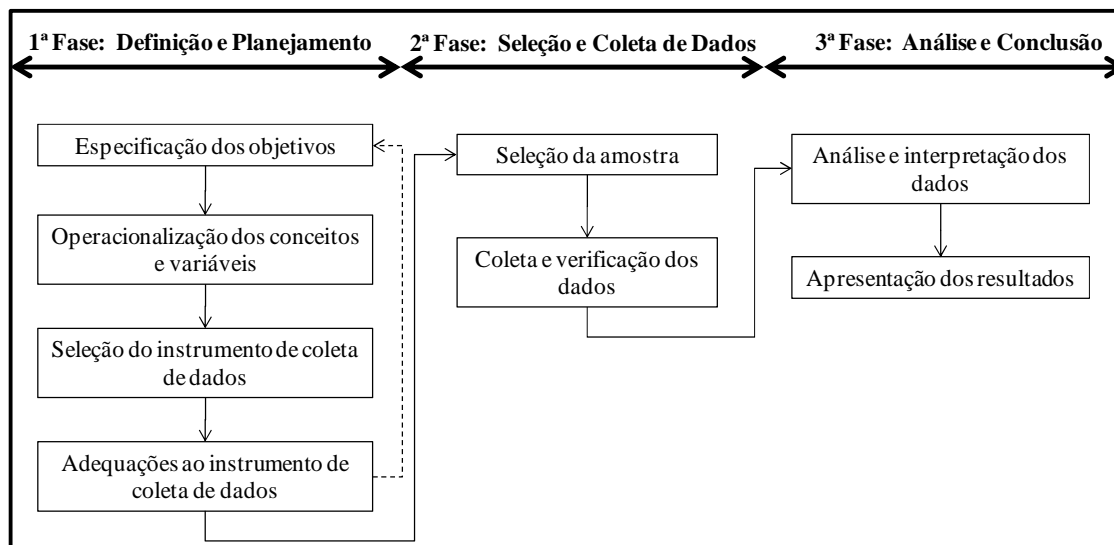 1ª Fase: Definição e Planejamento
2ª Fase: Seleção e Coleta de Dados
3ª Fase: Análise e Conclusão
Especificação dos objetivos
Operacionalização dos conceitos
e variáveis
Seleção do instrumento de coleta
de dados
Adequações ao instrumento de
coleta de dados
Seleção da amostra
Coleta e verificação dos
dados
Análise e interpretação dos
dados
Apresentação dos resultados